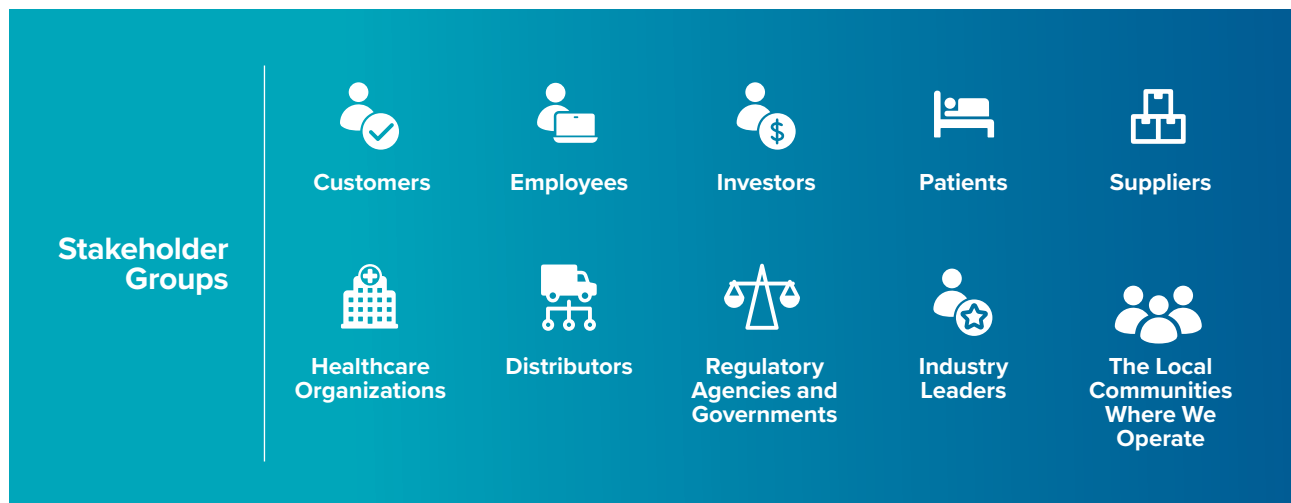 Stakeholder
Groups
Customers
Employees
Investors
$
Patients
Suppliers
Healthcare
Organizations
Distributors
Regulatory
Agencies and
Governments
Industry
Leaders
The Local
Communities
Where We
Operate